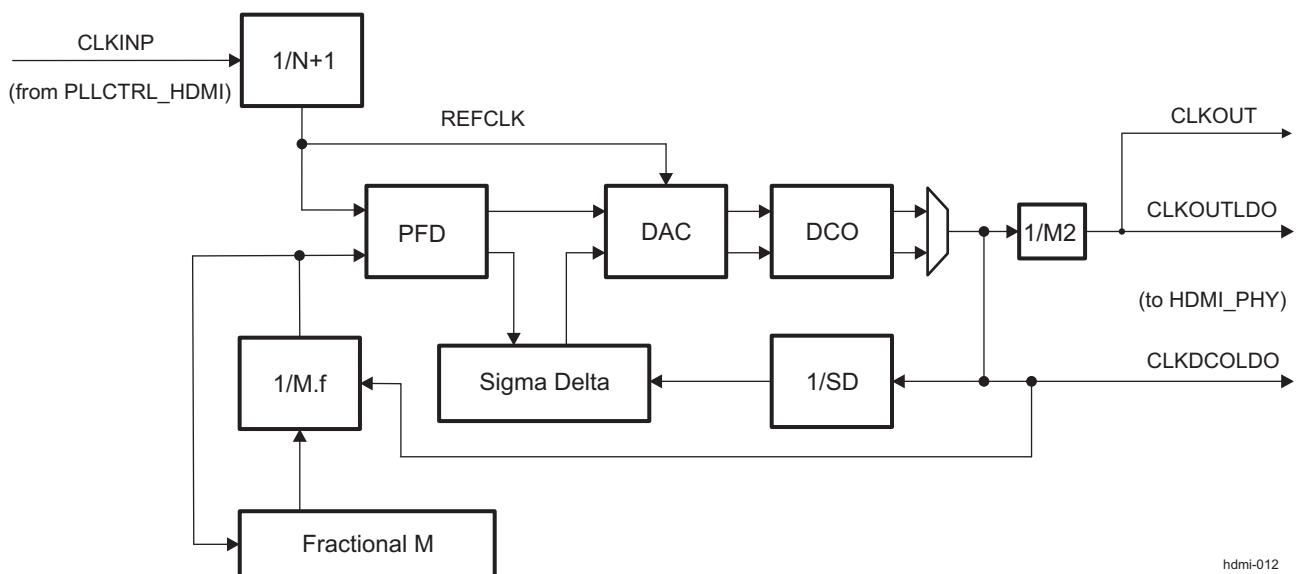 CLKINP
1/N+1
(from PLLCTRL_HDMI)
REFCLK
CLKOUT
PFD
DAC
DCO
1/M2
CLKOUTLDO
(to HDMI_PHY)
1/M.f
Sigma Delta
1/SD
CLKDCOLDO
Fractional M
hdmi-012